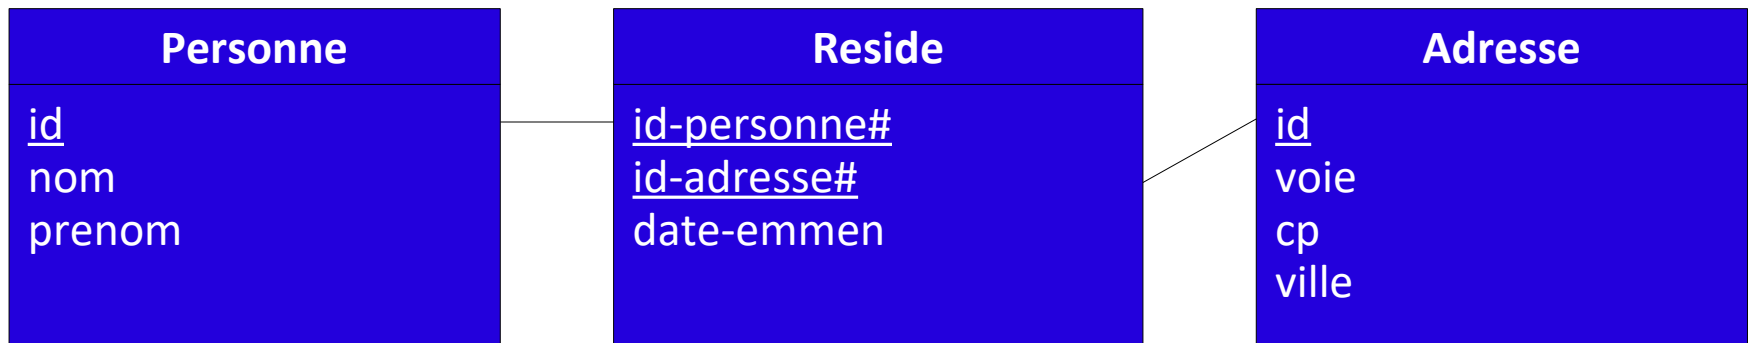 Personne
id
nom
prenom
Reside
id-personne#
id-adresse#
date-emmen
Adresse
id
voie
cp
ville